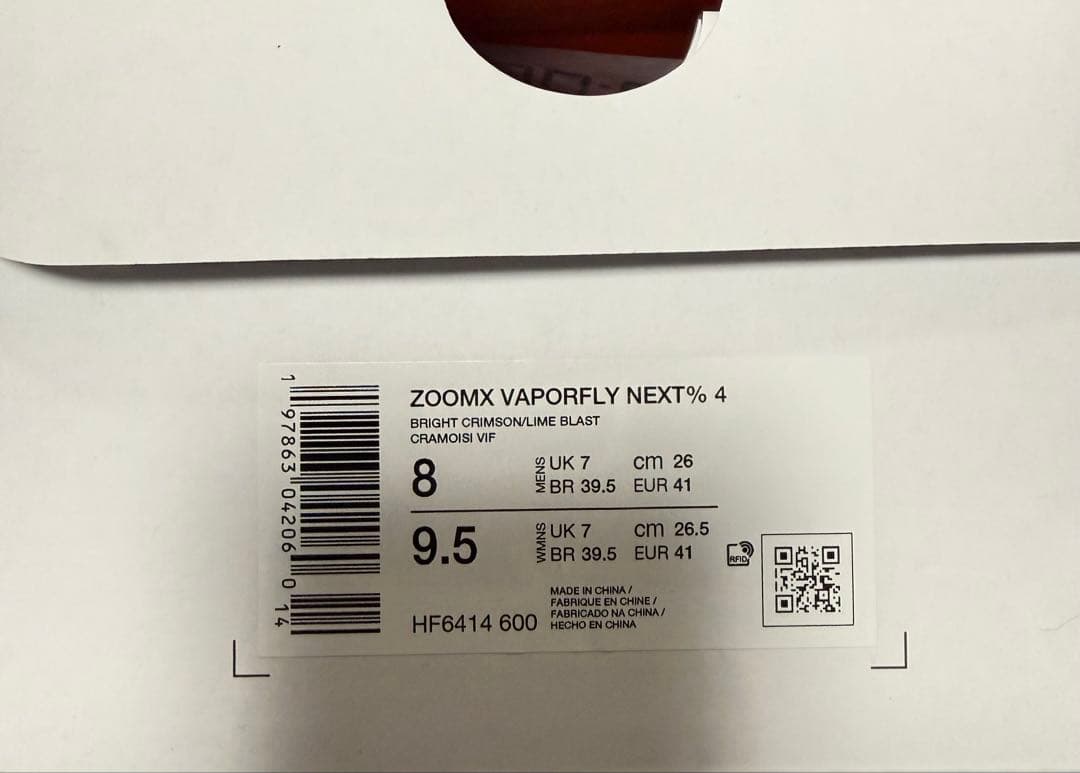 ZOOMX VAPORFLY NEXT% 4
BRIGHT CRIMSON/LIME BLAST
CRAMOISI VIF
8 MENS UK 7 cm 26
BR 39.5 EUR 41
9.5 WMNS UK 7 cm 26.5
BR 39.5 EUR 41
RFID
MADE IN CHINA /
FABRIQUE EN CHINE /
FABRICADO NA CHINA /
HECHO EN CHINA
HF6414 600
1 97863 04206 0 14